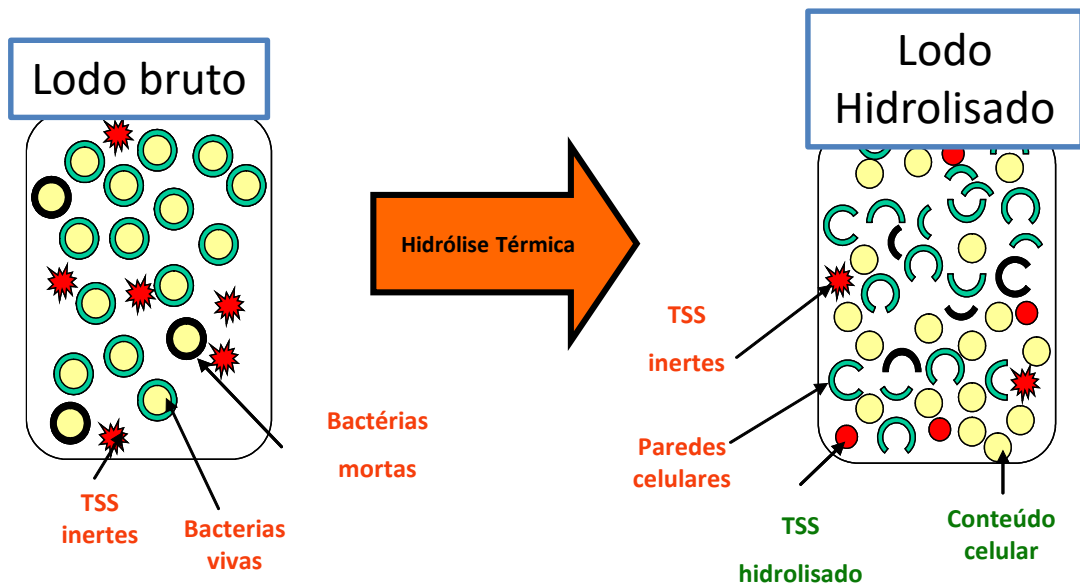 Lodo bruto
Lodo
Hidrolisado
Hidrólise Térmica
TSS
inertes
Bacterias
vivas
Bactérias
mortas
TSS
inertes
Paredes
celulares
TSS
hidrolisado
Conteúdo
celular